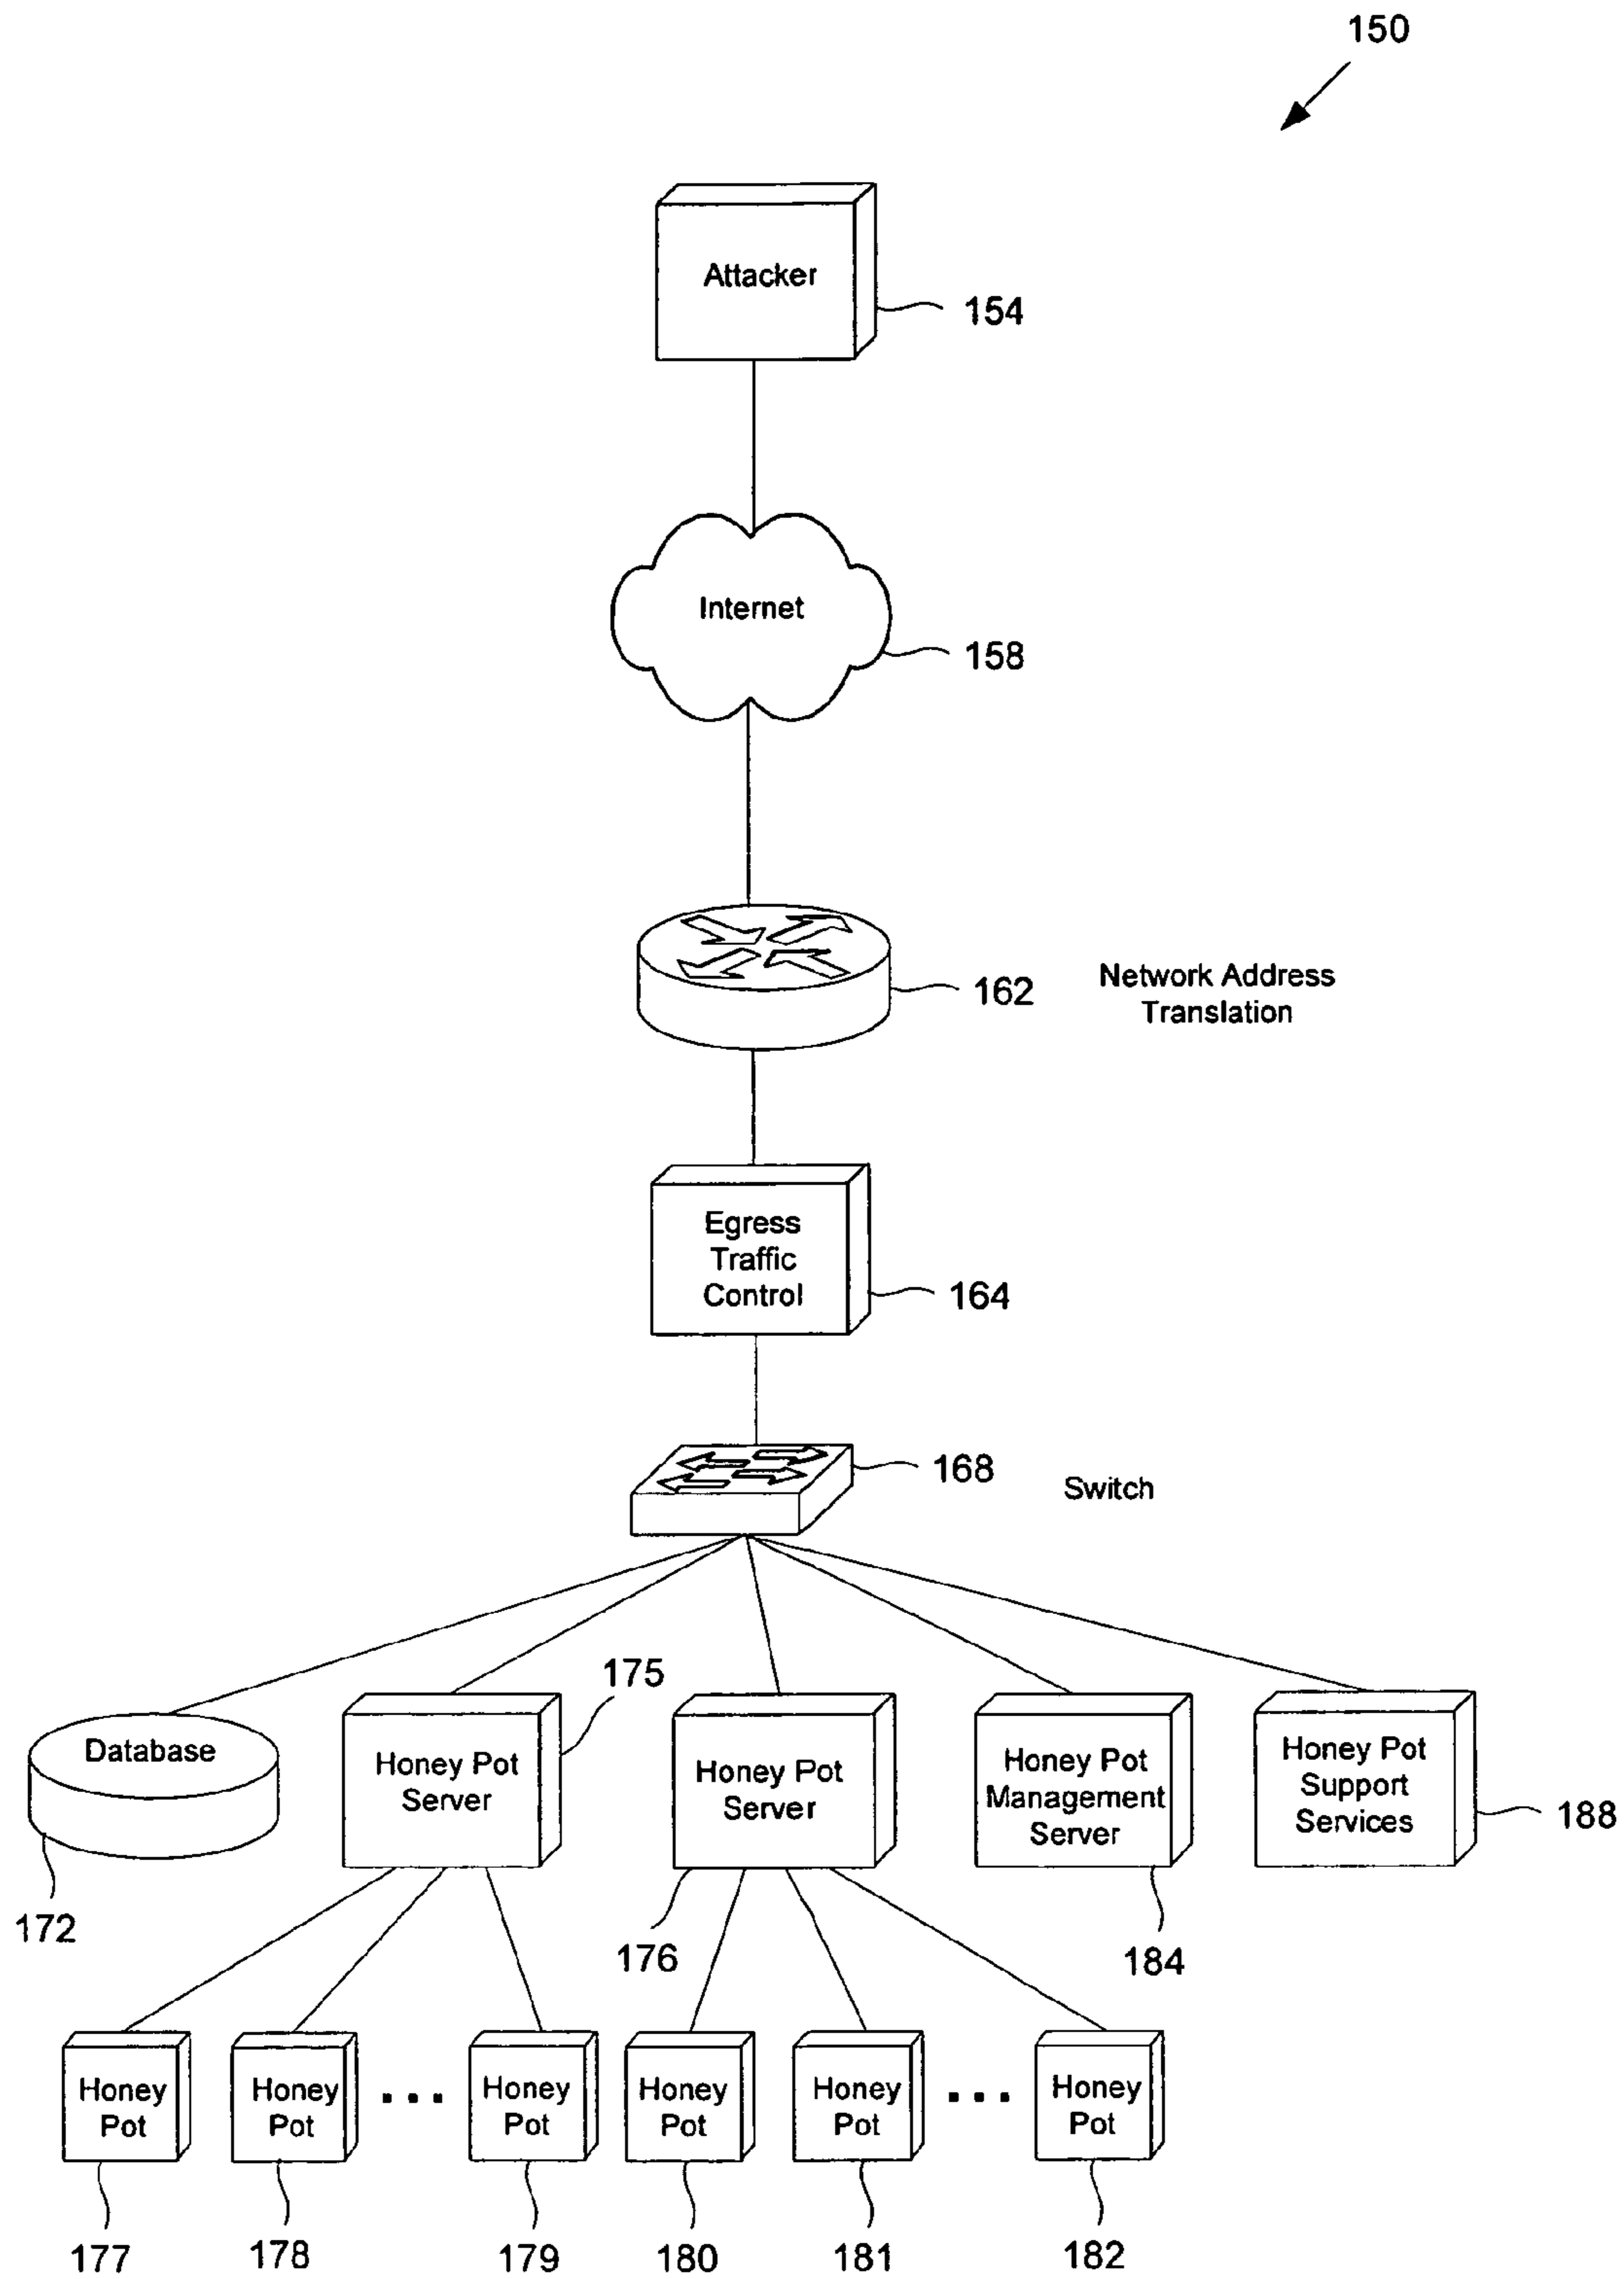 150
Attacker
154
Internet
158
162
Network Address
Translation
Egress
Traffic
Control
164
168
Switch
175
Database
Honey Pot
Server
Honey Pot
Server
Honey Pot
Management
Server
Honey Pot
Support
Services
188
172
176
184
Honey
Pot
Honey
Pot
...
Honey
Pot
Honey
Pot
Honey
Pot
...
Honey
Pot
177
178
179
180
181
182